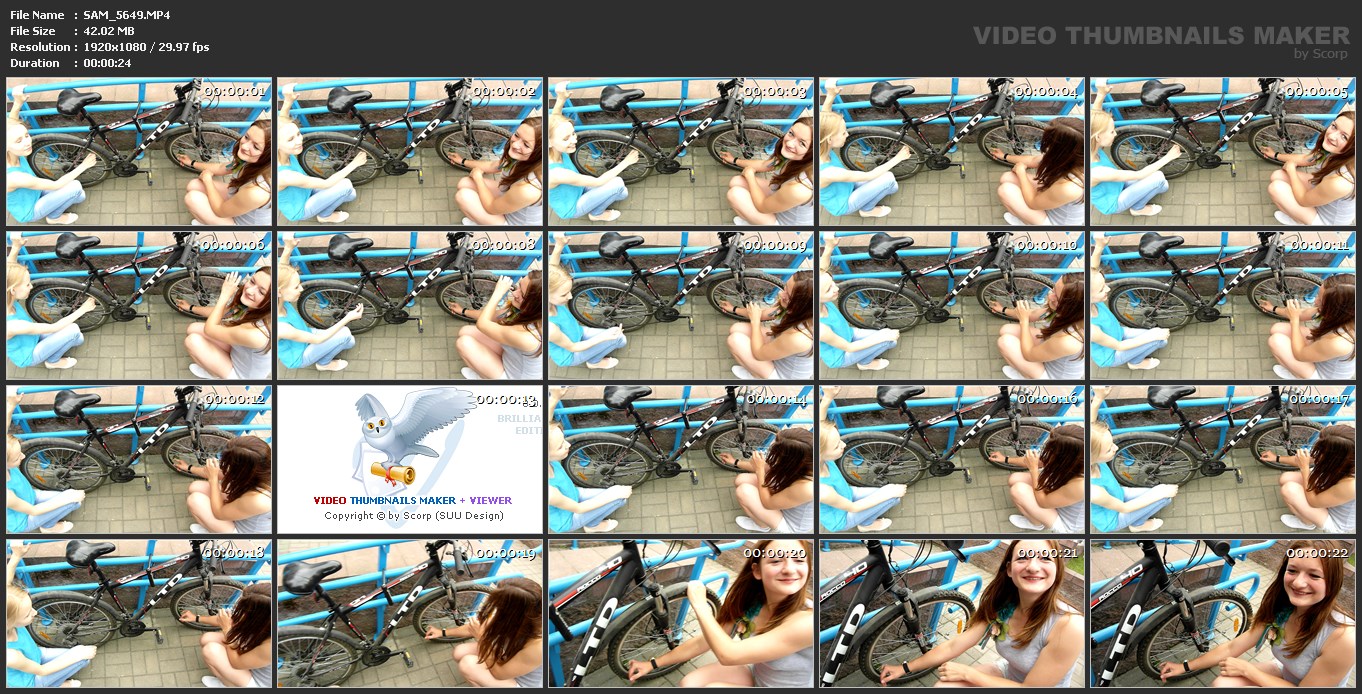 File Name : SAM_5649.MP4
File Size : 42.02 MB
Resolution : 1920x1080 / 29.97 fps
Duration : 00:00:24
VIDEO THUMBNAILS MAKER
by Scorp
00:00:01
00:00:02
00:00:03
00:00:04
00:00:05
00:00:06
00:00:08
00:00:09
00:00:10
00:00:11
00:00:12
00:00:13
BRILLIA
EDIT
VIDEO THUMBNAILS MAKER + VIEWER
Copyright © by Scorp (SUU Design)
00:00:14
00:00:16
00:00:17
00:00:18
00:00:19
00:00:20
ROCCO
00:00:21
ROCCO
00:00:22
ROCCO